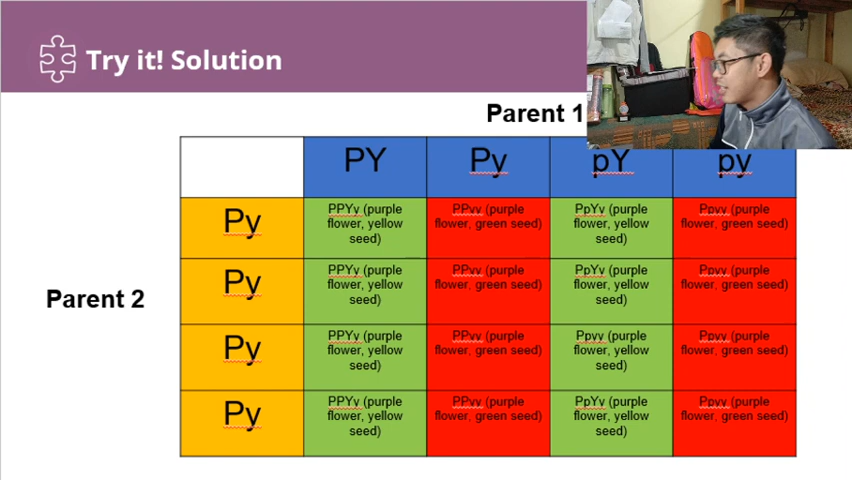 Try it! Solution
Parent 1
PY
Py
pY
py
Py
PPYy (purple
flower, yellow
seed)
PPyy (purple
flower, green seed)
PpYy (purple
flower, yellow
seed)
Ppyy (purple
flower, green seed)
Parent 2
Py
PPYy (purple
flower, yellow
seed)
PPyy (purple
flower, green seed)
PpYy (purple
flower, yellow
seed)
Ppyy (purple
flower, green seed)
Py
PPYy (purple
flower, yellow
seed)
PPyy (purple
flower, green seed)
Ppyy (purple
flower, yellow
seed)
Ppyy (purple
flower, green seed)
Py
PPYy (purple
flower, yellow
seed)
PPyy (purple
flower, green seed)
PpYy (purple
flower, yellow
seed)
Ppyy (purple
flower, green seed)